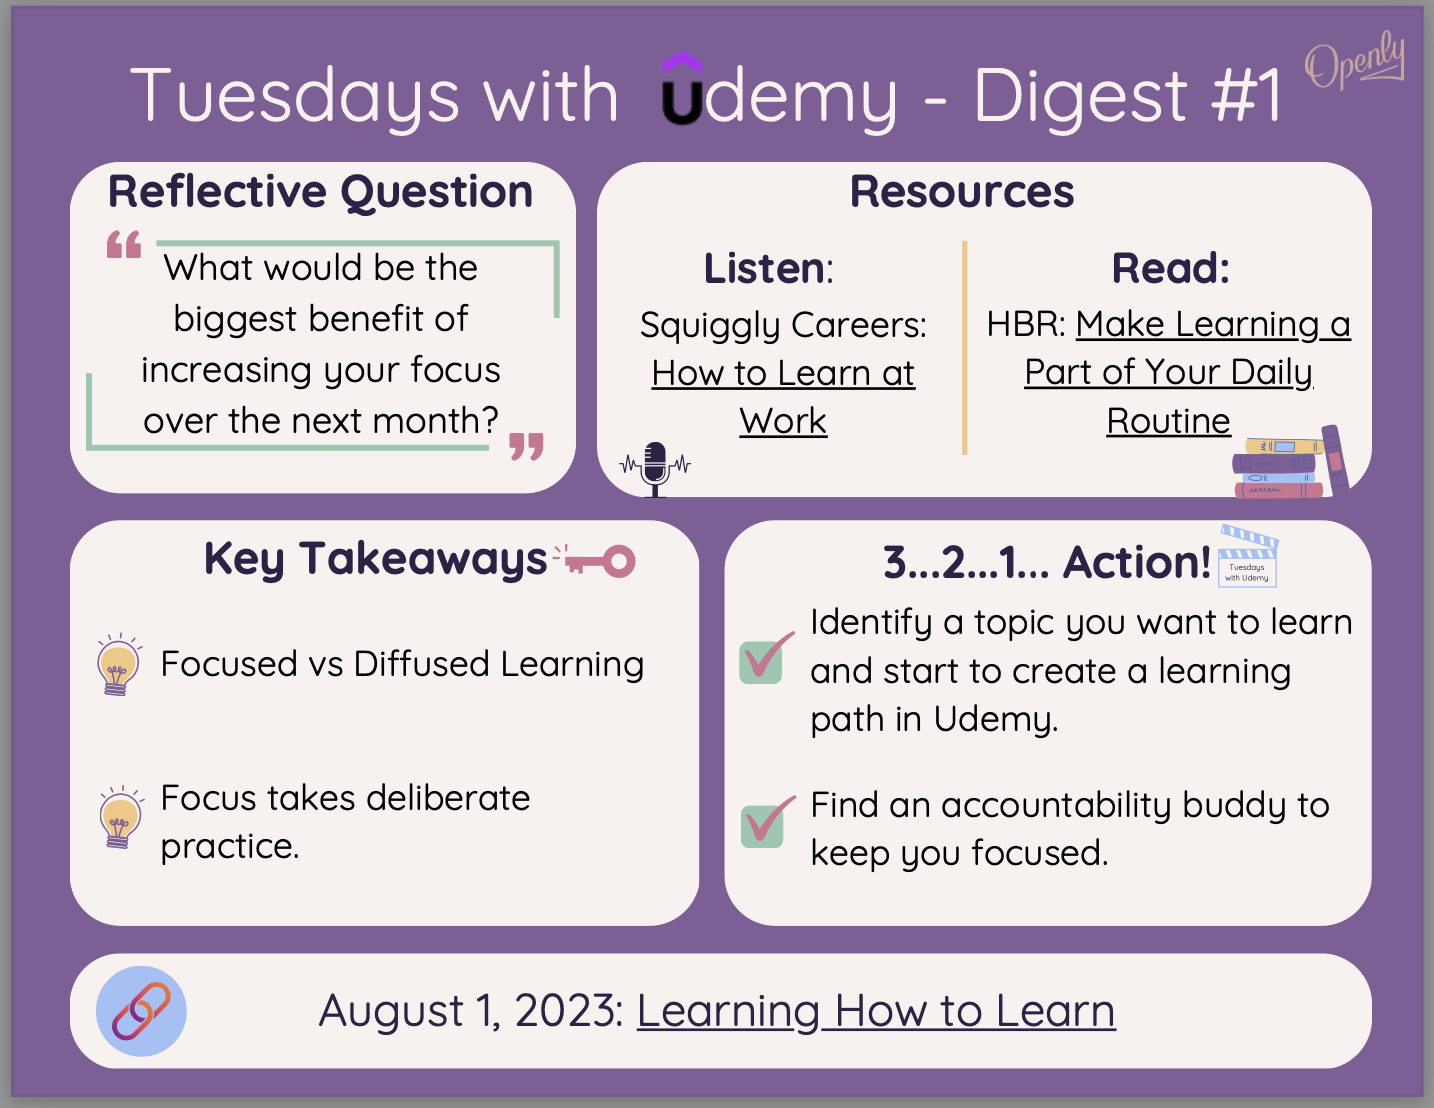 Openly
Tuesdays with Udemy - Digest #1
Reflective Question
What would be the
biggest benefit of
increasing your focus
over the next month?
Resources
Listen:
Squiggly Careers:
How to Learn at
Work
Read:
HBR: Make Learning a
Part of Your Daily
Routine
Key Takeaways
Focused vs Diffused Learning
Focus takes deliberate
practice.
3...2...1... Action!
Tuesdays
with Udemy
Identify a topic you want to learn
and start to create a learning
path in Udemy.
Find an accountability buddy to
keep you focused.
August 1, 2023: Learning How to Learn